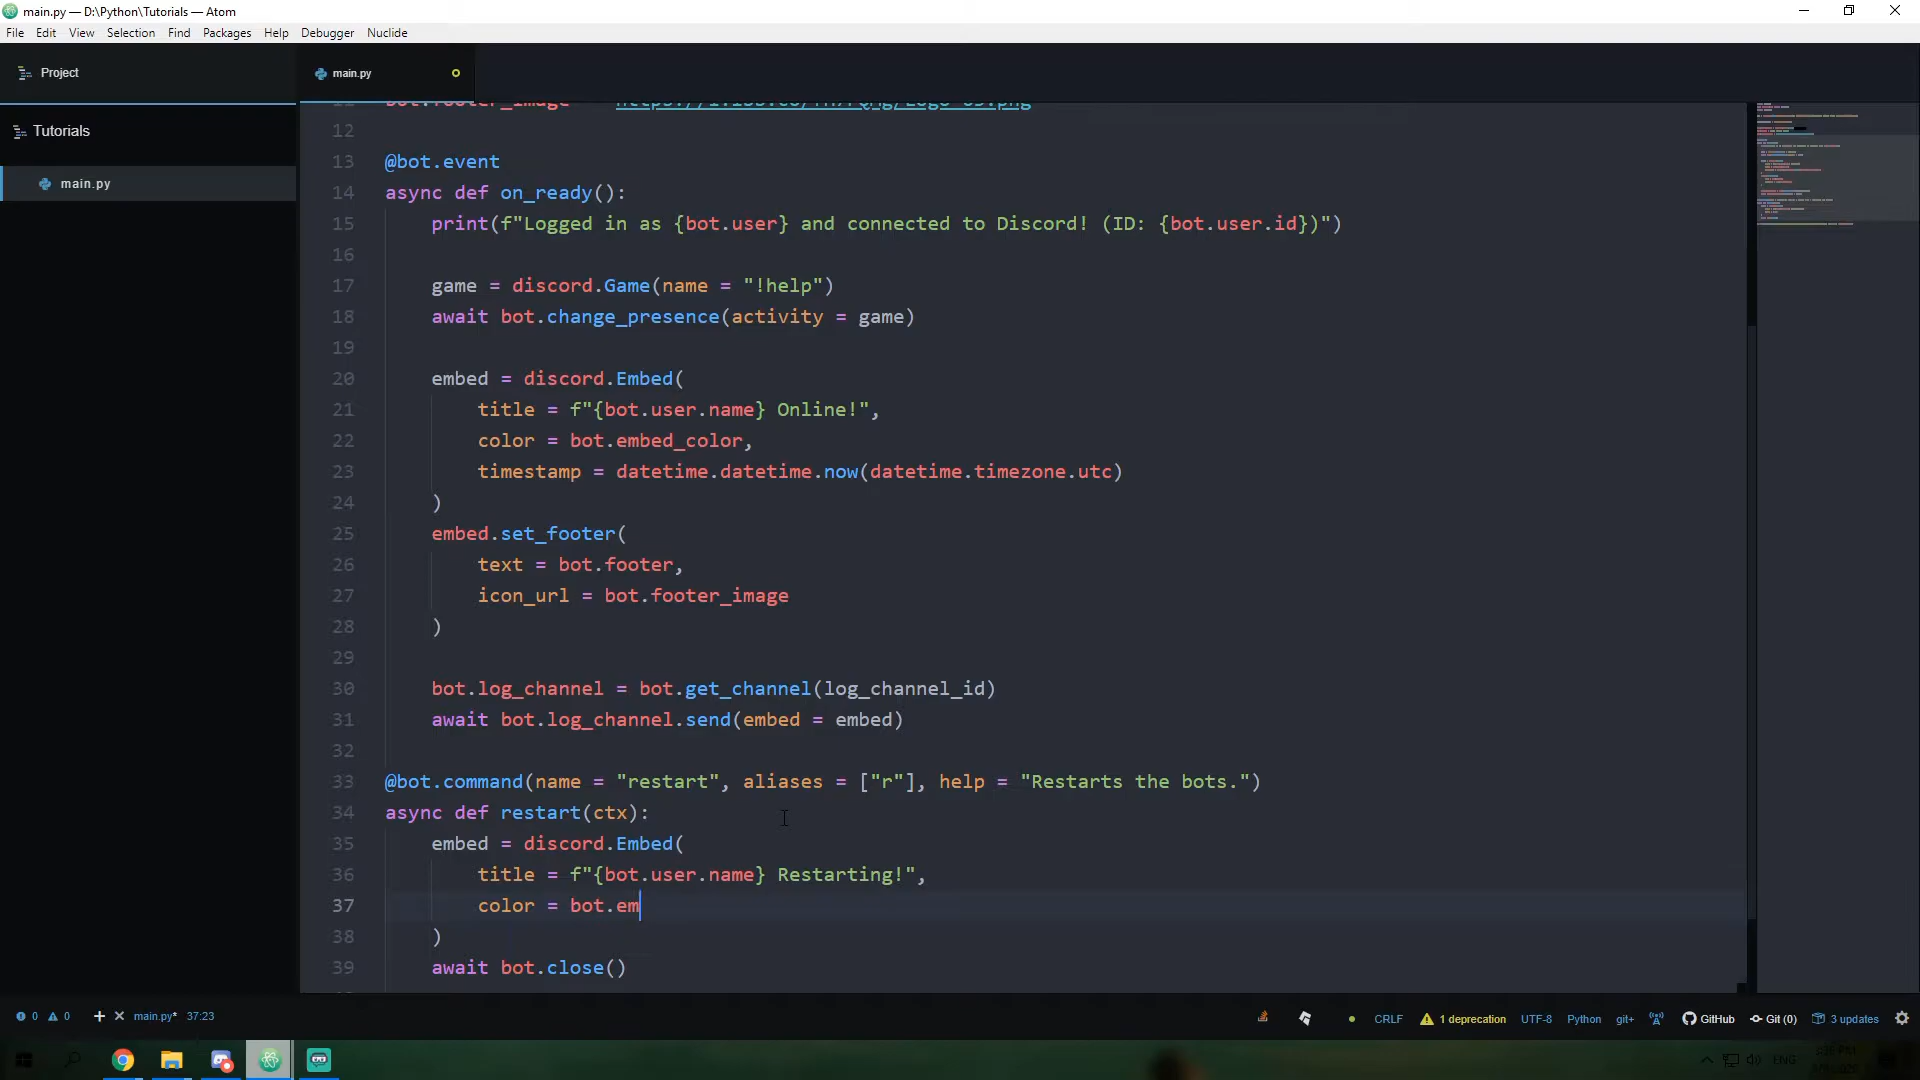 main.py — D:\Python\Tutorials — Atom
File Edit View Selection Find Packages Help Debugger Nuclide
Project
main.py
Tutorials
main.py
12
13 @bot.event
14 async def on_ready():
15 print(f"Logged in as {bot.user} and connected to Discord! (ID: {bot.user.id})")
16
17 game = discord.Game(name = "!help")
18 await bot.change_presence(activity = game)
19
20 embed = discord.Embed(
21 title = f"{bot.user.name} Online!",
22 color = bot.embed_color,
23 timestamp = datetime.datetime.now(datetime.timezone.utc)
24 )
25 embed.set_footer(
26 text = bot.footer,
27 icon_url = bot.footer_image
28 )
29
30 bot.log_channel = bot.get_channel(log_channel_id)
31 await bot.log_channel.send(embed = embed)
32
33 @bot.command(name = "restart", aliases = ["r"], help = "Restarts the bots.")
34 async def restart(ctx):
35 embed = discord.Embed(
36 title = f"{bot.user.name} Restarting!",
37 color = bot.em
38 )
39 await bot.close()
0 0 main.py* 37:23 CRLF 1 deprecation UTF-8 Python git+ GitHub Git (0) 3 updates
ENG